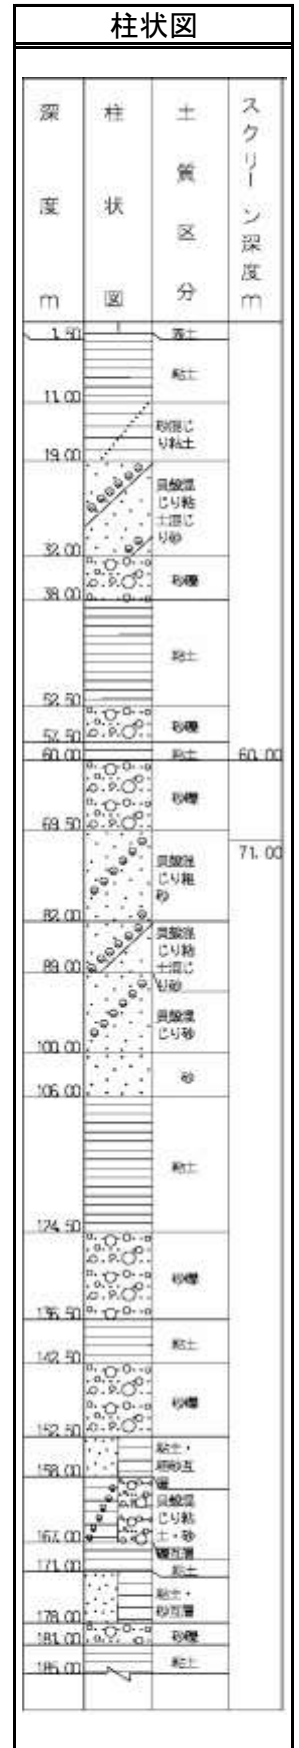 柱状図
深度m
柱状図
土質区分
スクリーン深度m
1.50
表土
粘土
11.00
砂混じ
り粘土
19.00
貝殻混
じり粘
土混じ
り砂
32.00
砂礫
38.00
粘土
52.50
砂礫
57.50
粘土
60.00
60.00
砂礫
69.50
71.00
貝殻混
じり粗
砂
82.00
貝殻混
じり粘
土混じ
り砂
89.00
貝殻混
じり砂
100.00
砂
106.00
粘土
124.50
砂礫
136.50
粘土
142.50
砂礫
152.50
粘土・
細砂互
層
158.00
貝殻混
じり粘
土・砂
礫互層
167.00
粘土
171.00
粘土・
砂互層
178.00
砂礫
181.00
粘土
185.00